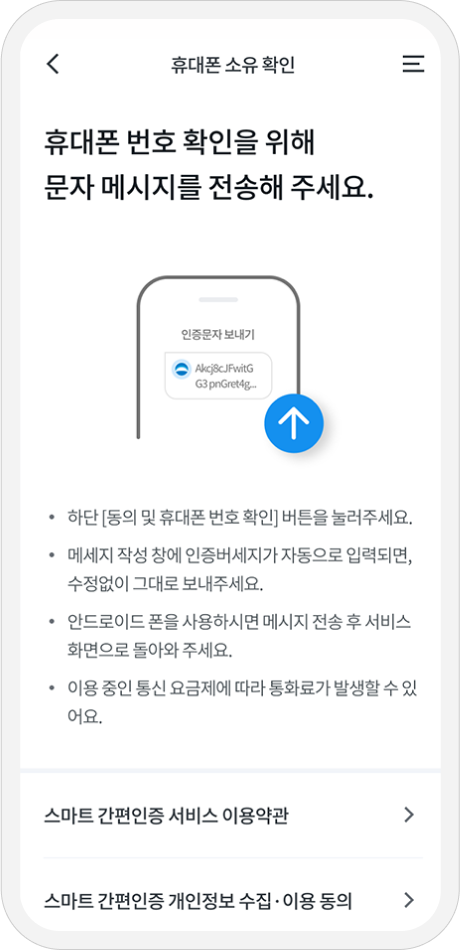 휴대폰 소유 확인
휴대폰 번호 확인을 위해
문자 메시지를 전송해 주세요.
인증문자 보내기
Akcj8cJFwitG
G3 pnGret4g...
• 하단 [동의 및 휴대폰 번호 확인] 버튼을 눌러주세요.
• 메세지 작성 창에 인증버세지가 자동으로 입력되면,
수정없이 그대로 보내주세요.
• 안드로이드 폰을 사용하시면 메시지 전송 후 서비스
화면으로 돌아와 주세요.
• 이용 중인 통신 요금제에 따라 통화료가 발생할 수 있
어요.
스마트 간편인증 서비스 이용약관
스마트 간편인증 개인정보 수집·이용 동의